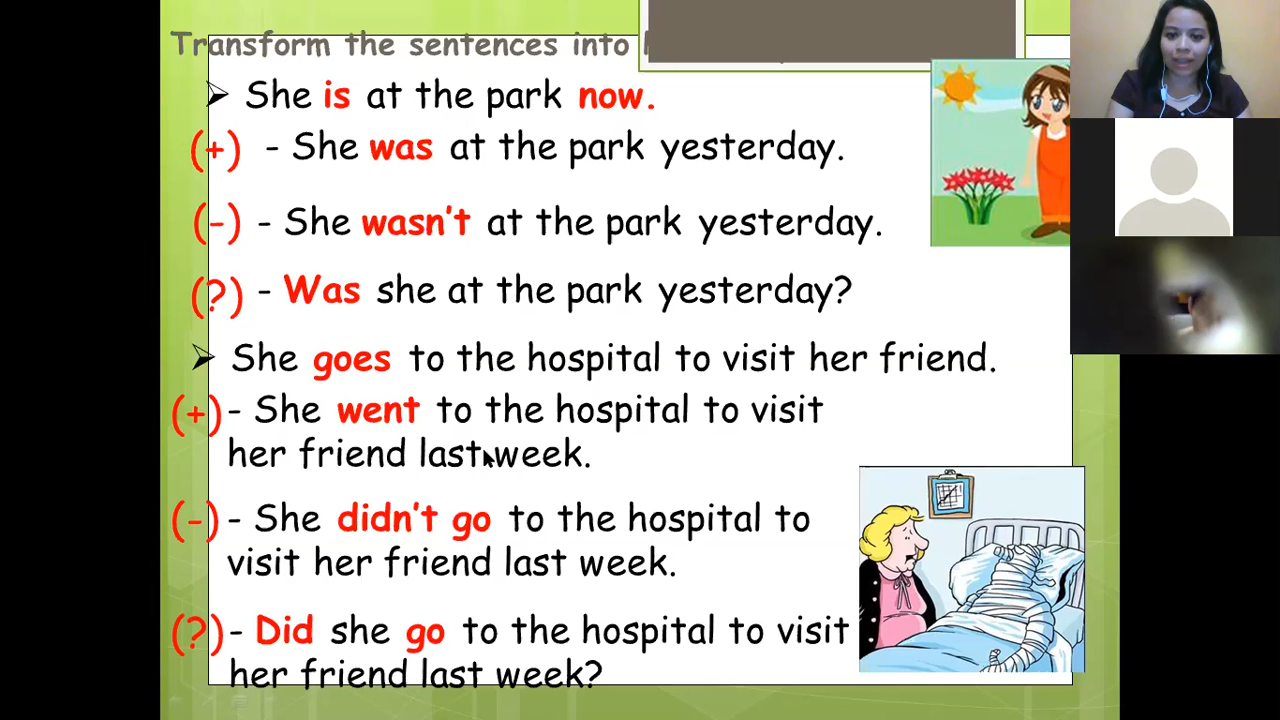 Transform the sentences into
➢ She is at the park now.
(+) - She was at the park yesterday.
(-) - She wasn't at the park yesterday.
(?) - Was she at the park yesterday?
➢ She goes to the hospital to visit her friend.
(+) - She went to the hospital to visit
her friend last week.
(-) - She didn't go to the hospital to
visit her friend last week.
(?) - Did she go to the hospital to visit
her friend last week?